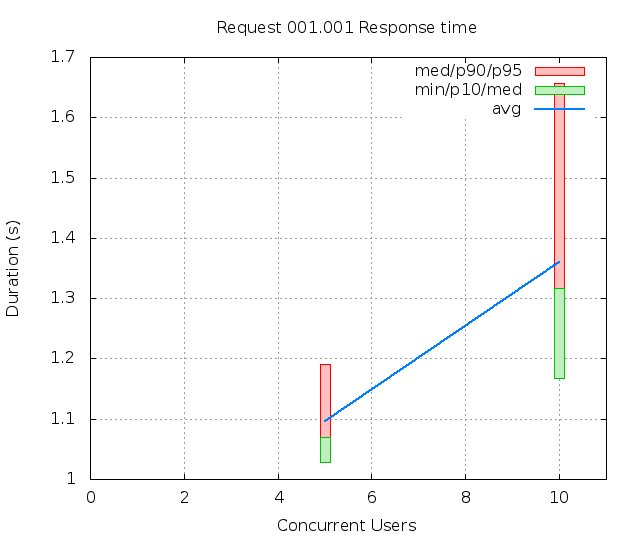 Request 001.001 Response time
med/p90/p95
min/p10/med
avg
Duration (s)
1.7
1.6
1.5
1.4
1.3
1.2
1.1
1
0 2 4 6 8 10
Concurrent Users